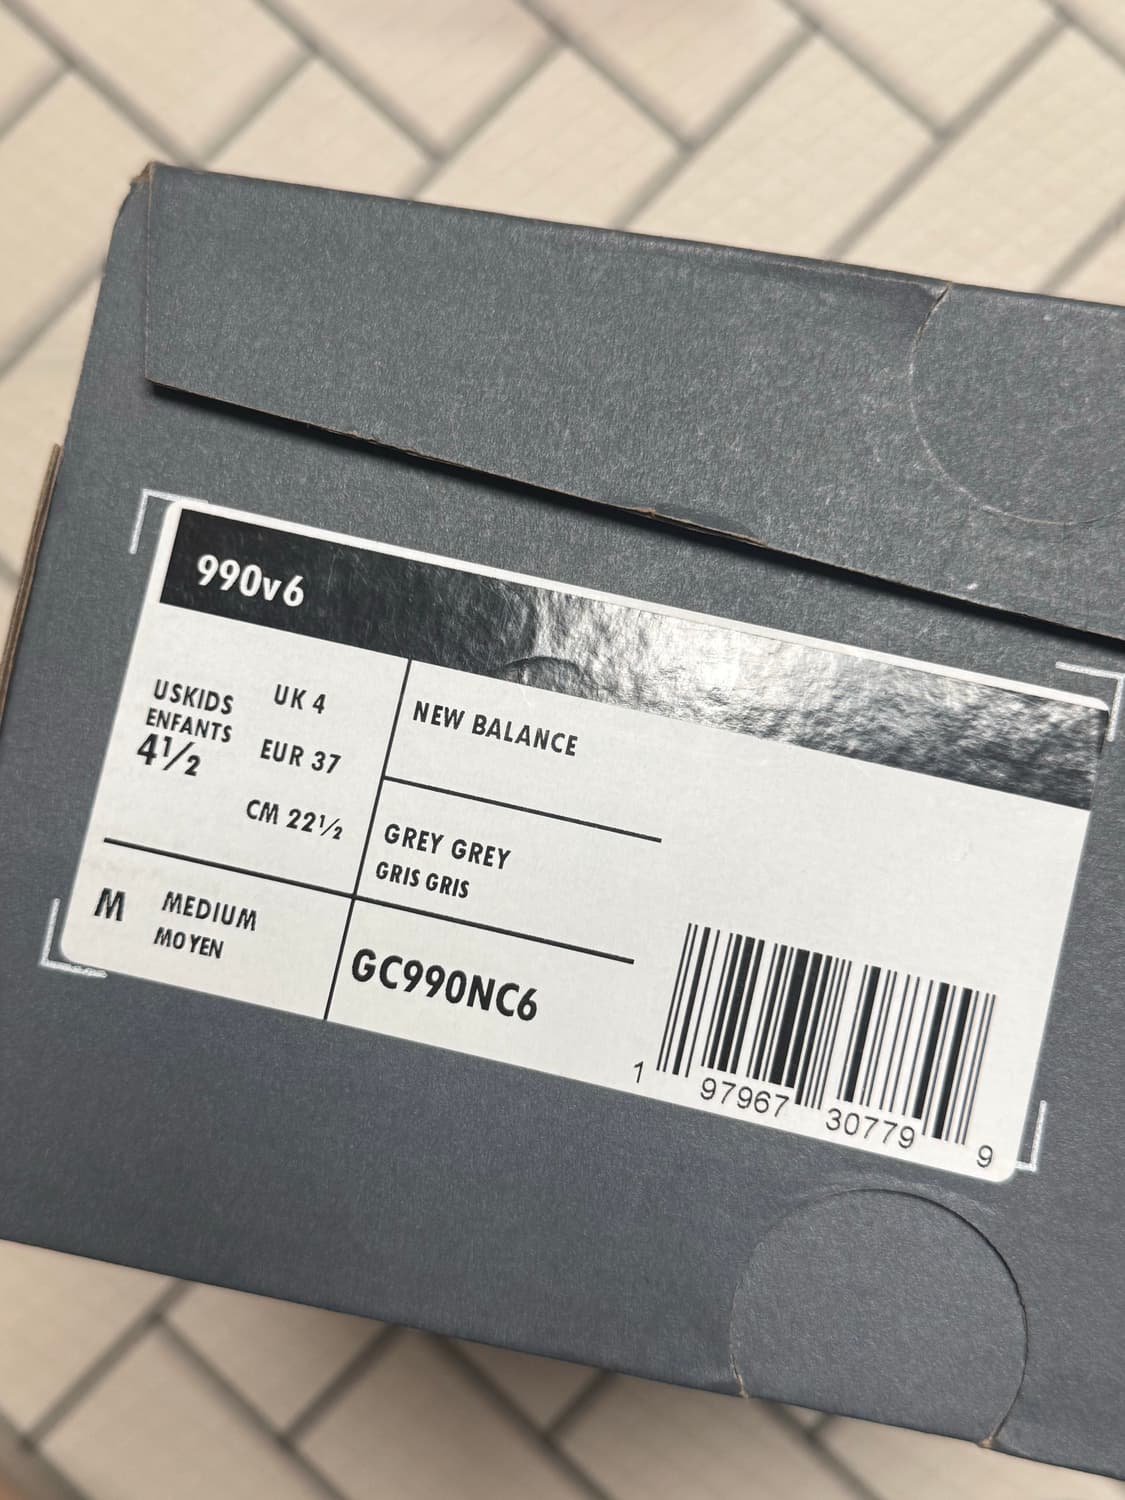 990v6
USKIDS
ENFANTS
4½
UK 4
EUR 37
CM 22½
NEW BALANCE
GREY GREY
GRIS GRIS
M MEDIUM
MOYEN
GC990NC6
1 97967 30779 9